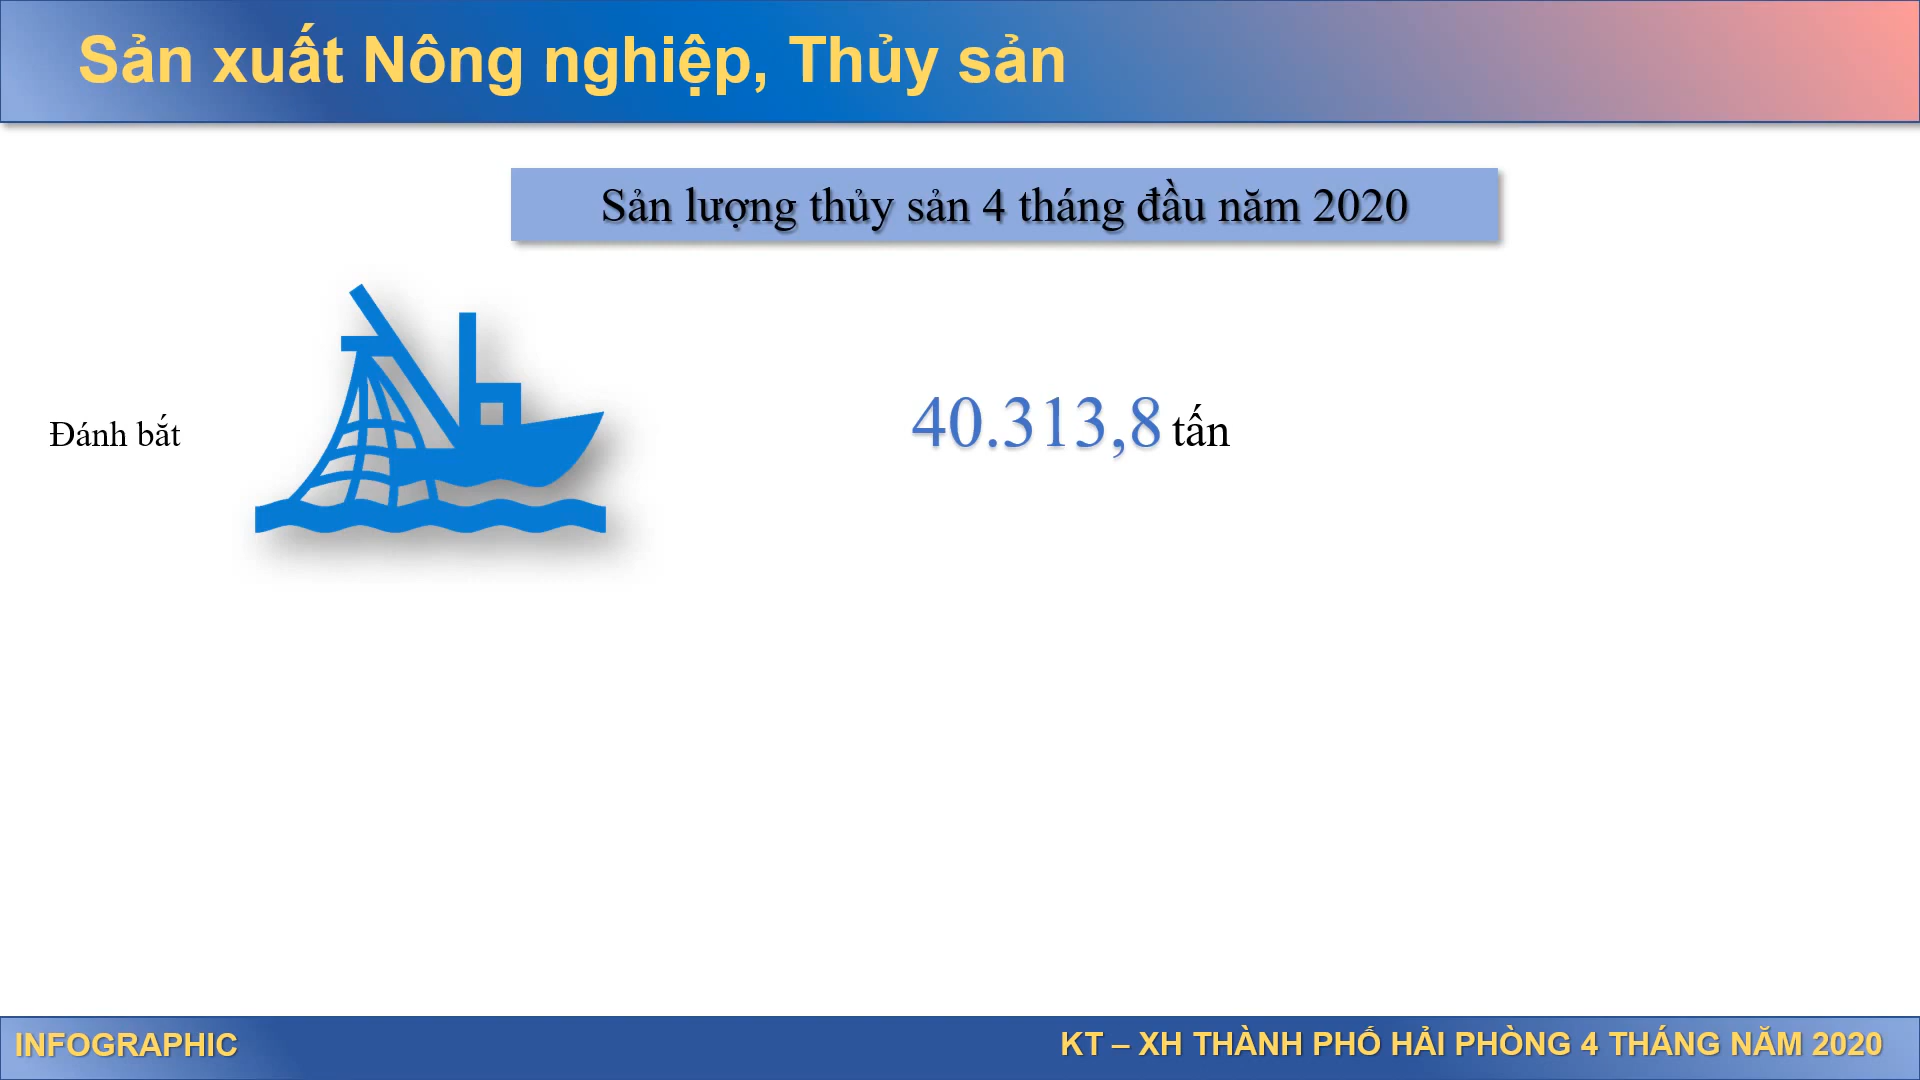 Sản xuất Nông nghiệp, Thủy sản
Sản lượng thủy sản 4 tháng đầu năm 2020
Đánh bắt
40.313,8 tấn
INFOGRAPHIC
KT – XH THÀNH PHỐ HẢI PHÒNG 4 THÁNG NĂM 2020